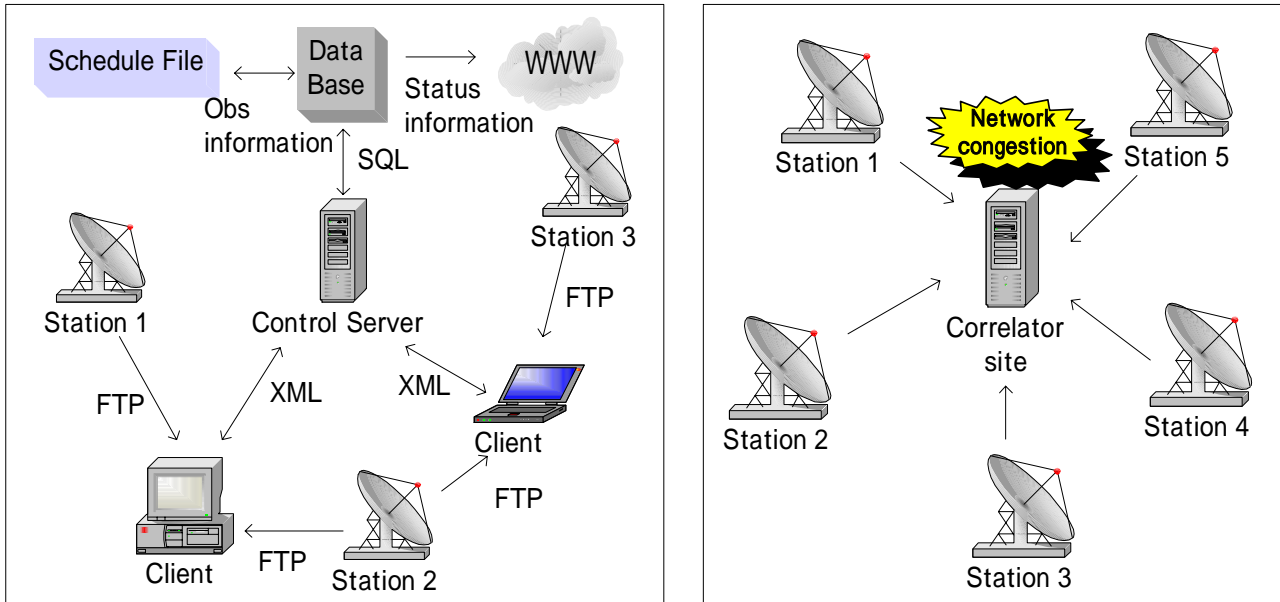 Schedule File
Data
Base
WWW
Obs
information
Status
information
SQL
Station 3
Station 1
Control Server
FTP
FTP
XML
XML
Client
FTP
Client
FTP
Station 2
Station 1
Network
congestion
Station 5
Correlator
site
Station 2
Station 4
Station 3